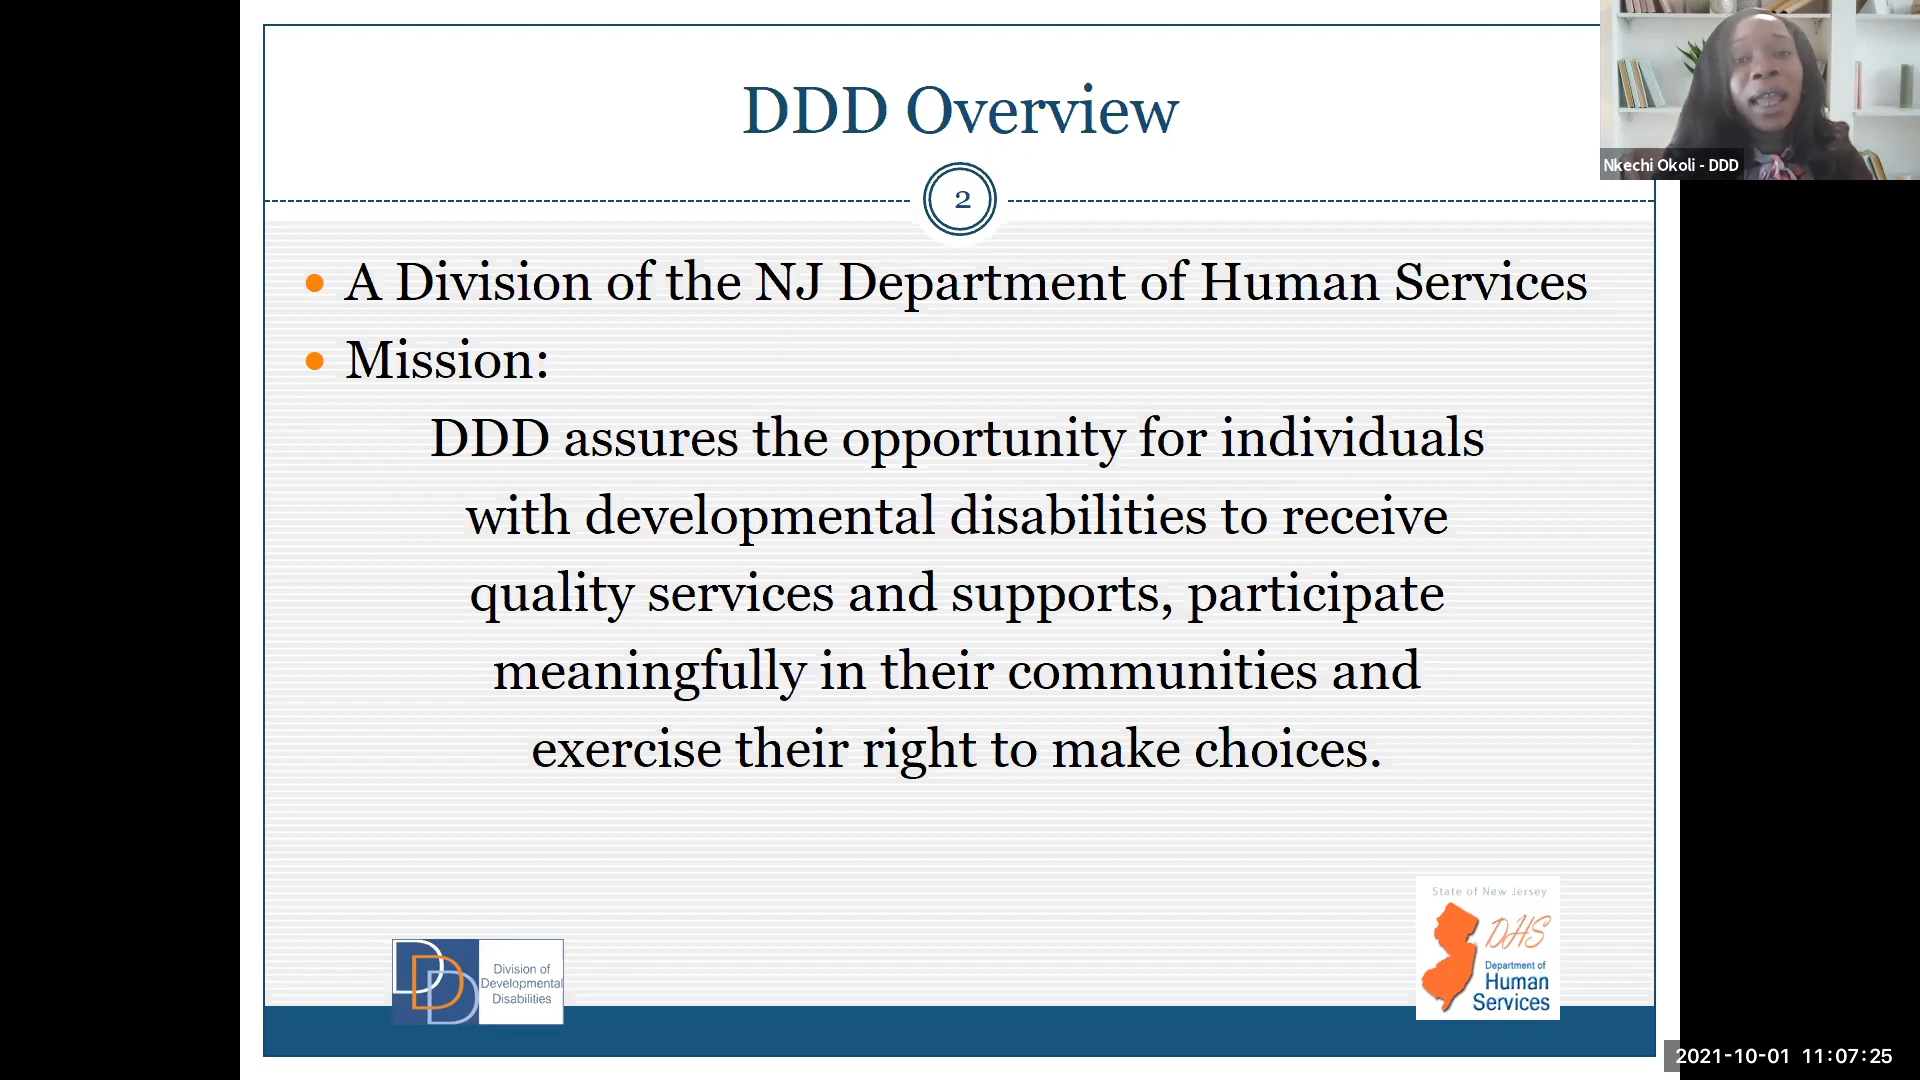 DDD Overview
Nkechi Okoli - DDD
2
• A Division of the NJ Department of Human Services
• Mission:
DDD assures the opportunity for individuals
with developmental disabilities to receive
quality services and supports, participate
meaningfully in their communities and
exercise their right to make choices.
DDD
Division of
Developmental
Disabilities
State of New Jersey
DHS
Department of
Human
Services
2021-10-01 11:07:25